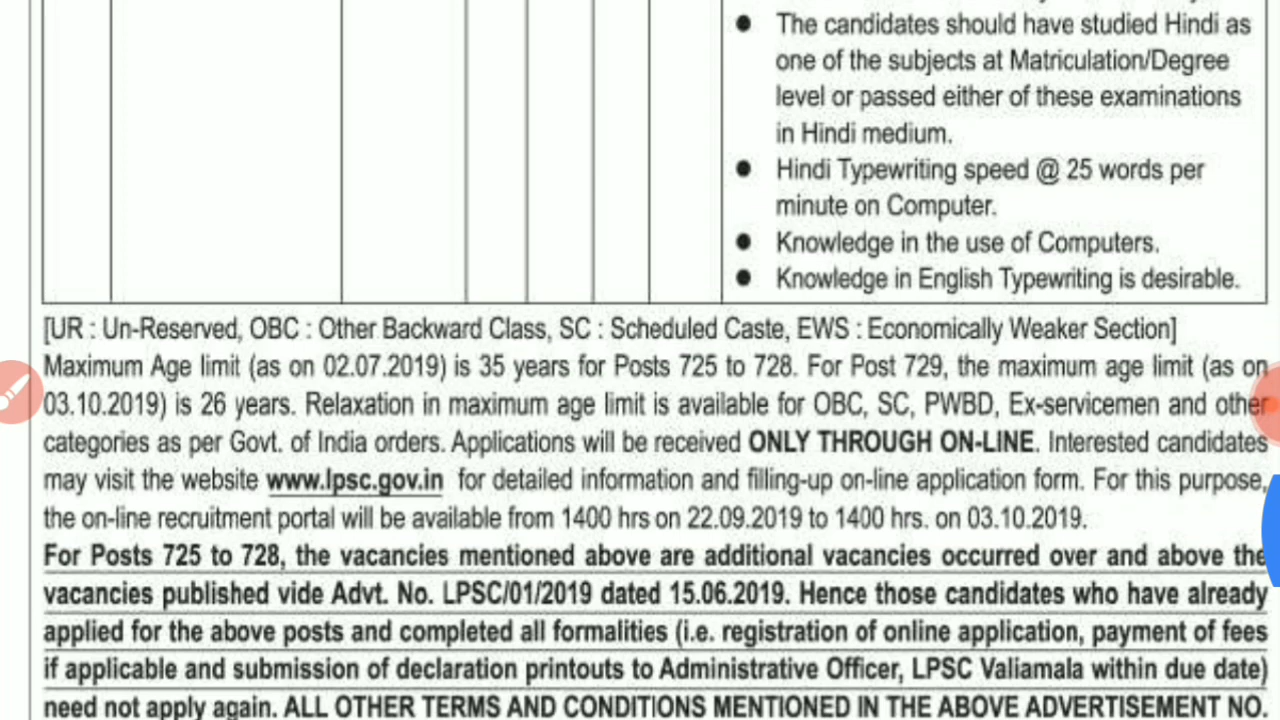 ● The candidates should have studied Hindi as
one of the subjects at Matriculation/Degree
level or passed either of these examinations
in Hindi medium.
● Hindi Typewriting speed @ 25 words per
minute on Computer.
● Knowledge in the use of Computers.
● Knowledge in English Typewriting is desirable.
[UR : Un-Reserved, OBC : Other Backward Class, SC : Scheduled Caste, EWS : Economically Weaker Section]
Maximum Age limit (as on 02.07.2019) is 35 years for Posts 725 to 728. For Post 729, the maximum age limit (as on
03.10.2019) is 26 years. Relaxation in maximum age limit is available for OBC, SC, PWBD, Ex-servicemen and other
categories as per Govt. of India orders. Applications will be received ONLY THROUGH ON-LINE. Interested candidates
may visit the website www.lpsc.gov.in for detailed information and filling-up on-line application form. For this purpose,
the on-line recruitment portal will be available from 1400 hrs on 22.09.2019 to 1400 hrs. on 03.10.2019.
For Posts 725 to 728, the vacancies mentioned above are additional vacancies occurred over and above the
vacancies published vide Advt. No. LPSC/01/2019 dated 15.06.2019. Hence those candidates who have already
applied for the above posts and completed all formalities (i.e. registration of online application, payment of fees
if applicable and submission of declaration printouts to Administrative Officer, LPSC Valiamala within due date)
need not apply again. ALL OTHER TERMS AND CONDITIONS MENTIONED IN THE ABOVE ADVERTISEMENT NO.